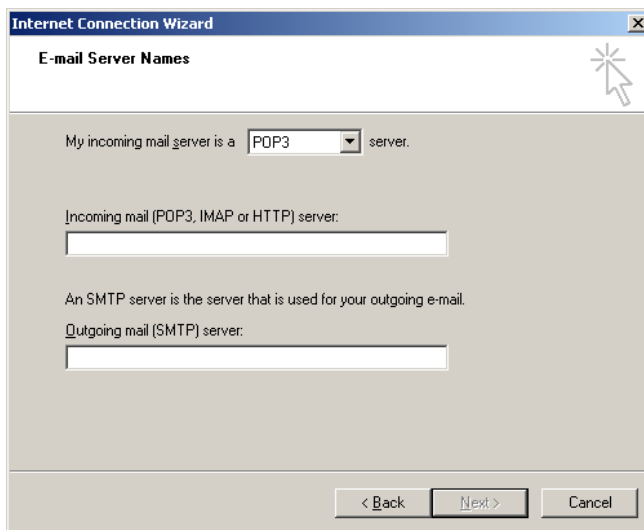 Internet Connection Wizard
E-mail Server Names
My incoming mail server is a POP3 server.
Incoming mail (POP3, IMAP or HTTP) server:
An SMTP server is the server that is used for your outgoing e-mail.
Outgoing mail (SMTP) server:
< Back Next > Cancel